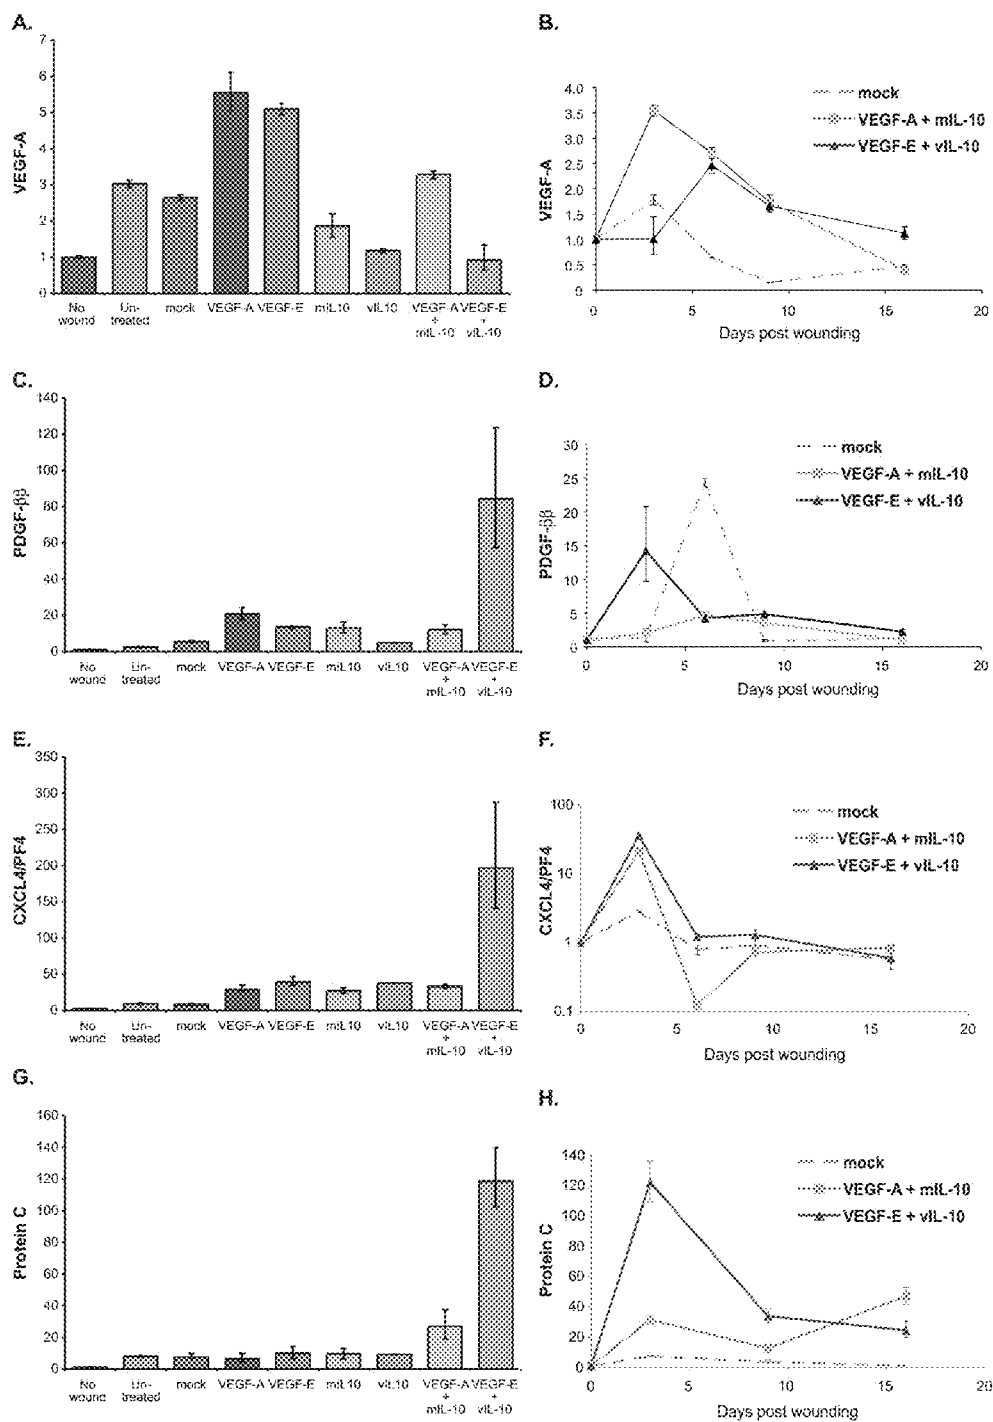 A.
7
6
5
4
3
2
1
0
VEGF-A
No wound
Un-treated
mock
VEGF-A
VEGF-E
mIL10
vIL10
VEGF-A + mIL-10
VEGF-E + vIL-10
B.
4.0
3.5
3.0
2.5
2.0
1.5
1.0
0.5
0
VEGF-A
0 5 10 15 20
Days post wounding
mock
VEGF-A + mIL-10
VEGF-E + vIL-10
C.
140
120
100
80
60
40
20
0
PDGF-ββ
No wound
Un-treated
mock
VEGF-A
VEGF-E
mIL10
vIL10
VEGF-A + mIL-10
VEGF-E + vIL-10
D.
30
25
20
15
10
5
0
PDGF-ββ
0 5 10 15 20
Days post wounding
mock
VEGF-A + mIL-10
VEGF-E + vIL-10
E.
350
300
250
200
150
100
50
0
CXCL4/PF4
No wound
Un-treated
mock
VEGF-A
VEGF-E
mIL10
vIL10
VEGF-A + mIL-10
VEGF-E + vIL-10
F.
100
10
1
0.1
CXCL4/PF4
0 5 10 15 20
Days post wounding
mock
VEGF-A + mIL-10
VEGF-E + vIL-10
G.
160
140
120
100
80
60
40
20
0
Protein C
No wound
Un-treated
mock
VEGF-A
VEGF-E
mIL10
vIL10
VEGF-A + mIL-10
VEGF-E + vIL-10
H.
140
120
100
80
60
40
20
0
Protein C
0 5 10 15 20
Days post wounding
mock
VEGF-A + mIL-10
VEGF-E + vIL-10